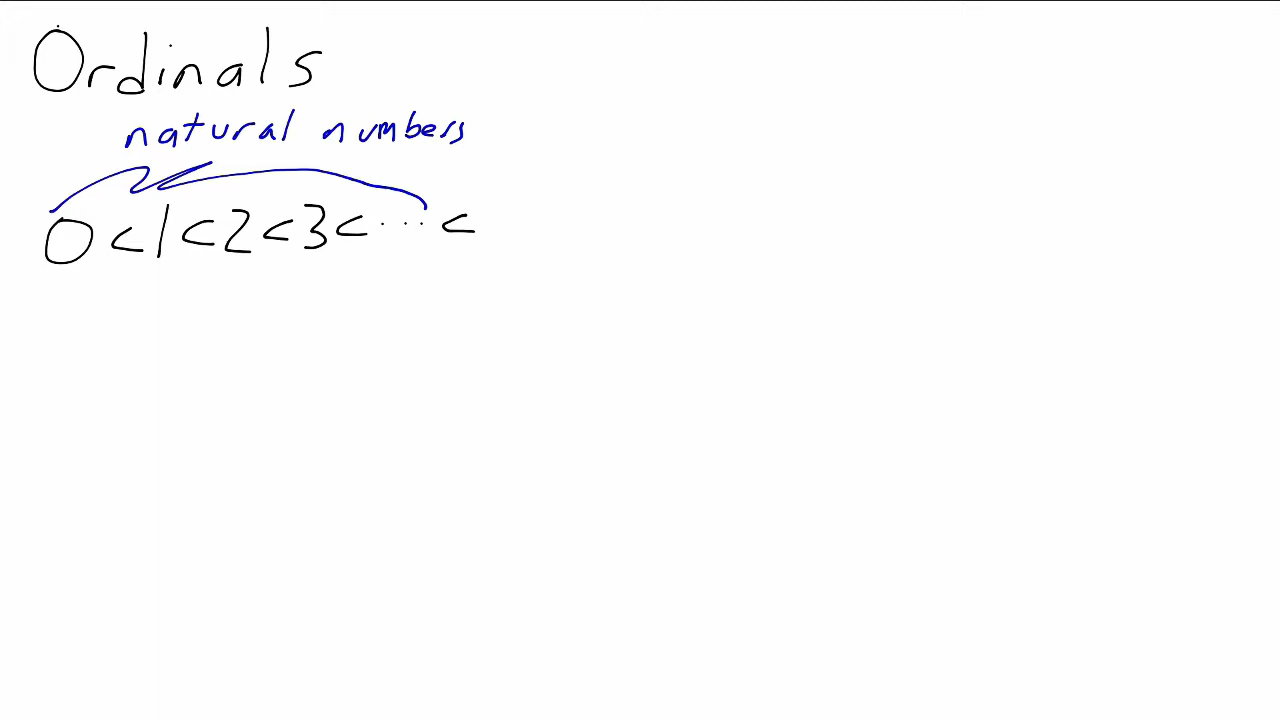 Ordinals
natural numbers
0 < 1 < 2 < 3 < ... <